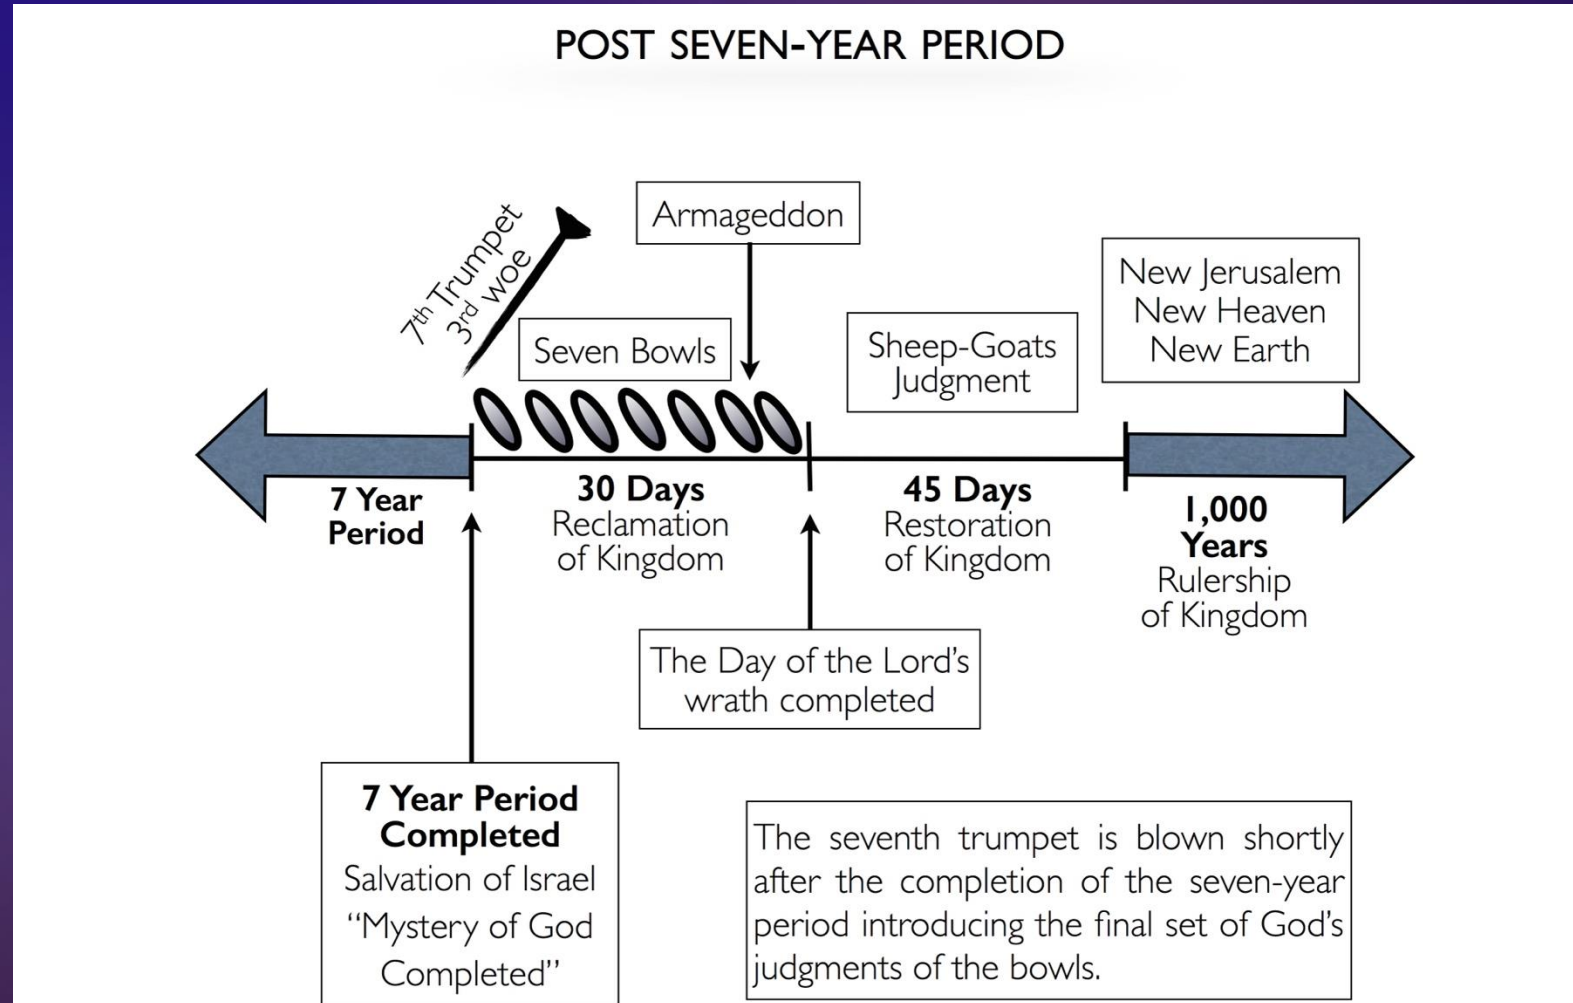 POST SEVEN-YEAR PERIOD
7th Trumpet
3rd woe
Armageddon
Seven Bowls
Sheep-Goats
Judgment
New Jerusalem
New Heaven
New Earth
7 Year
Period
30 Days
Reclamation
of Kingdom
45 Days
Restoration
of Kingdom
1,000
Years
Rulership
of Kingdom
The Day of the Lord’s
wrath completed
7 Year Period
Completed
Salvation of Israel
“Mystery of God
Completed”
The seventh trumpet is blown shortly
after the completion of the seven-year
period introducing the final set of God’s
judgments of the bowls.